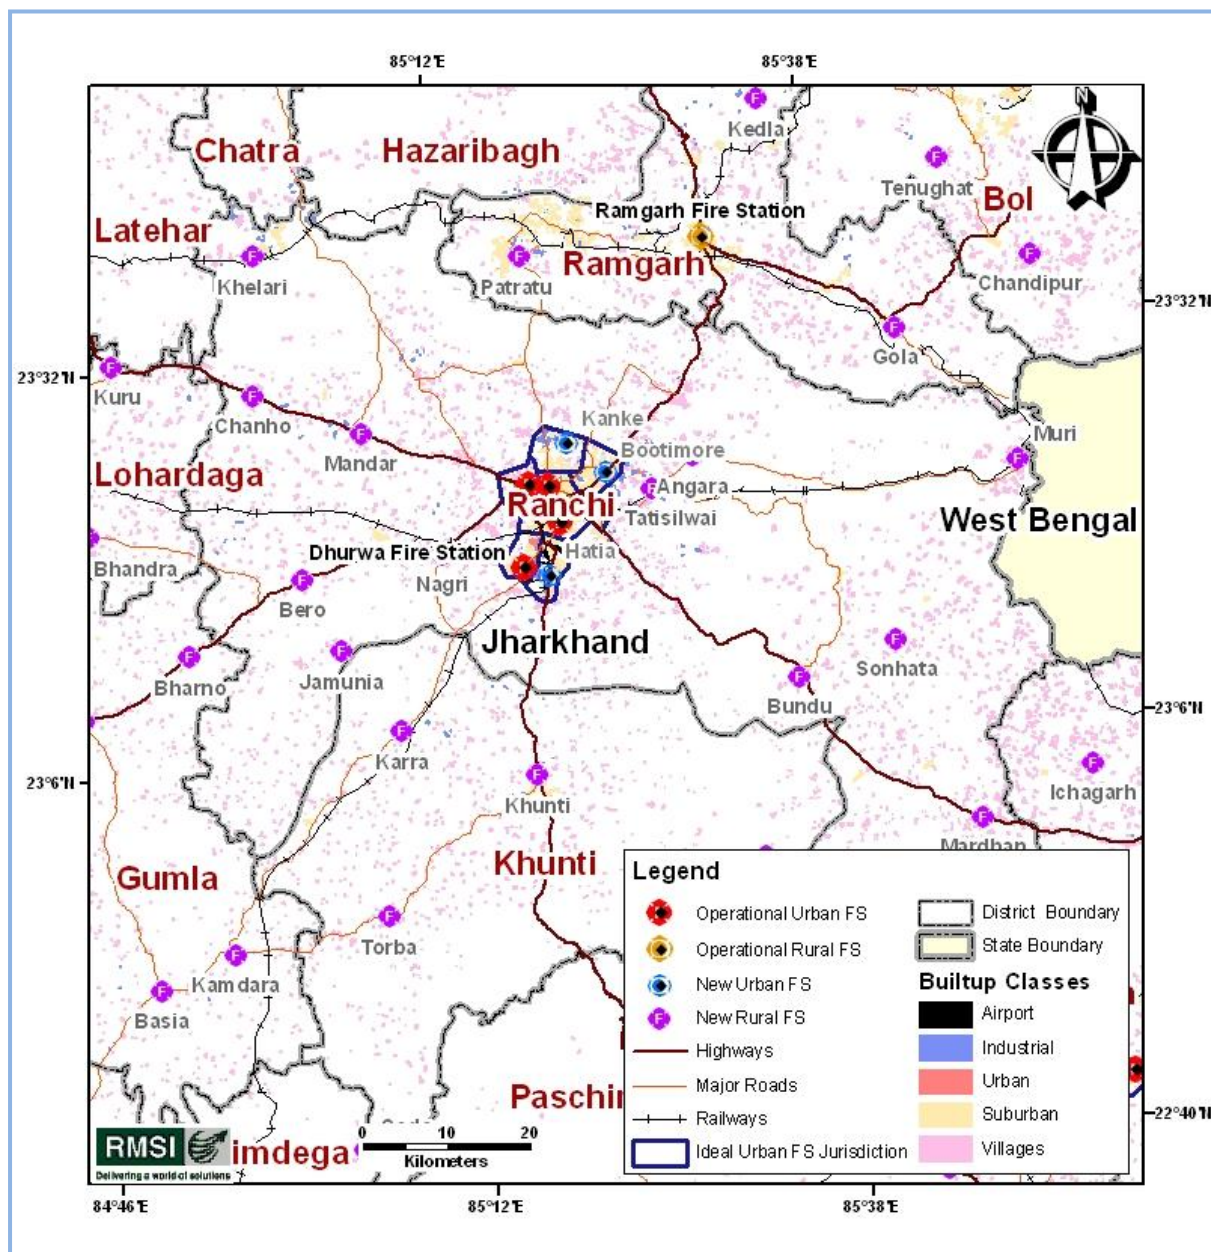 85°12'E
85°38'E
N
Kedla
Chatra
Hazaribagh
Tenughat
Bol
Ramgarh Fire Station
Latehar
Ramgarh
Khelari
Patratu
Chandipur
23°32'N
Gola
23°32'N
Kuru
Chanho
Kanke
Muri
Mandar
Bootimore
Lohardaga
Angara
Ranchi
Tatisilwai
West Bengal
Dhurwa Fire Station
Hatia
Bhandra
Nagri
Bero
Jharkhand
Sonhata
Jamunia
Bharno
Bundu
23°6'N
Karra
23°6'N
Khunti
Ichagarh
Mardhan
Khunti
Gumla
Torba
Kamdara
Basia
Paschim
imdega
Legend
Operational Urban FS
Operational Rural FS
New Urban FS
New Rural FS
Highways
Major Roads
Railways
Ideal Urban FS Jurisdiction
District Boundary
State Boundary
Builtup Classes
Airport
Industrial
Urban
Suburban
Villages
22°40'N
0 10 20
Kilometers
RMSI
Delivering a world of solutions
84°46'E
85°12'E
85°38'E